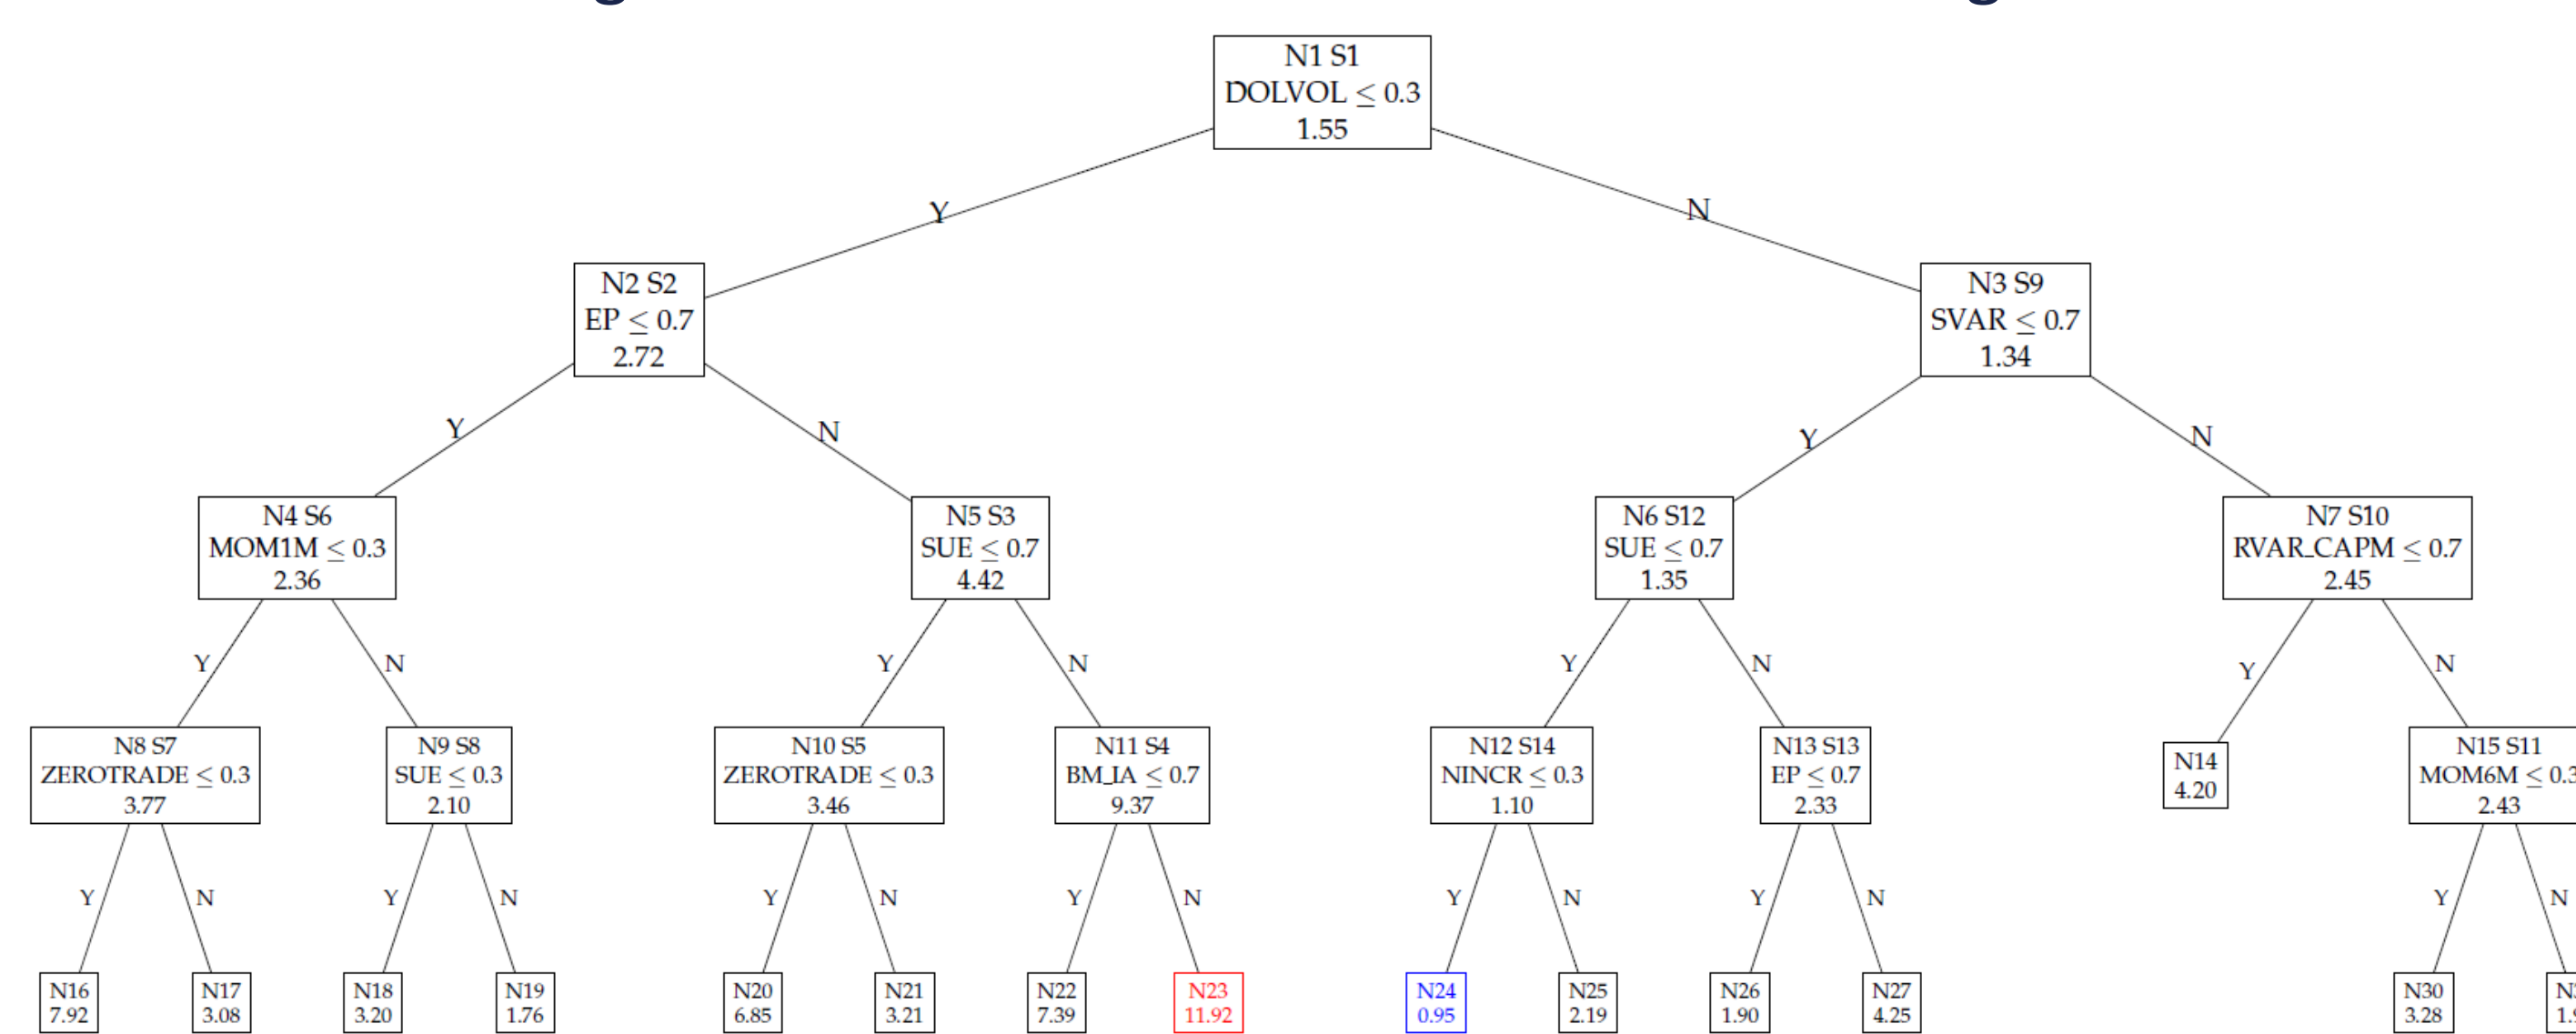 N1 S1
DOLVOL ≤ 0.3
1.55
Y
N
N2 S2
EP ≤ 0.7
2.72
N3 S9
SVAR ≤ 0.7
1.34
Y
N
Y
N
N4 S6
MOM1M ≤ 0.3
2.36
N5 S3
SUE ≤ 0.7
4.42
N6 S12
SUE ≤ 0.7
1.35
N7 S10
RVAR_CAPM ≤ 0.7
2.45
Y
N
Y
N
Y
N
Y
N
N8 S7
ZEROTRADE ≤ 0.3
3.77
N9 S8
SUE ≤ 0.3
2.10
N10 S5
ZEROTRADE ≤ 0.3
3.46
N11 S4
BM_IA ≤ 0.7
9.37
N12 S14
NINCR ≤ 0.3
1.10
N13 S13
EP ≤ 0.7
2.33
N14
4.20
N15 S11
MOM6M ≤ 0.3
2.43
Y
N
Y
N
Y
N
Y
N
Y
N
Y
N
Y
N
N16
7.92
N17
3.08
N18
3.20
N19
1.76
N20
6.85
N21
3.21
N22
7.39
N23
11.92
N24
0.95
N25
2.19
N26
1.90
N27
4.25
N30
3.28